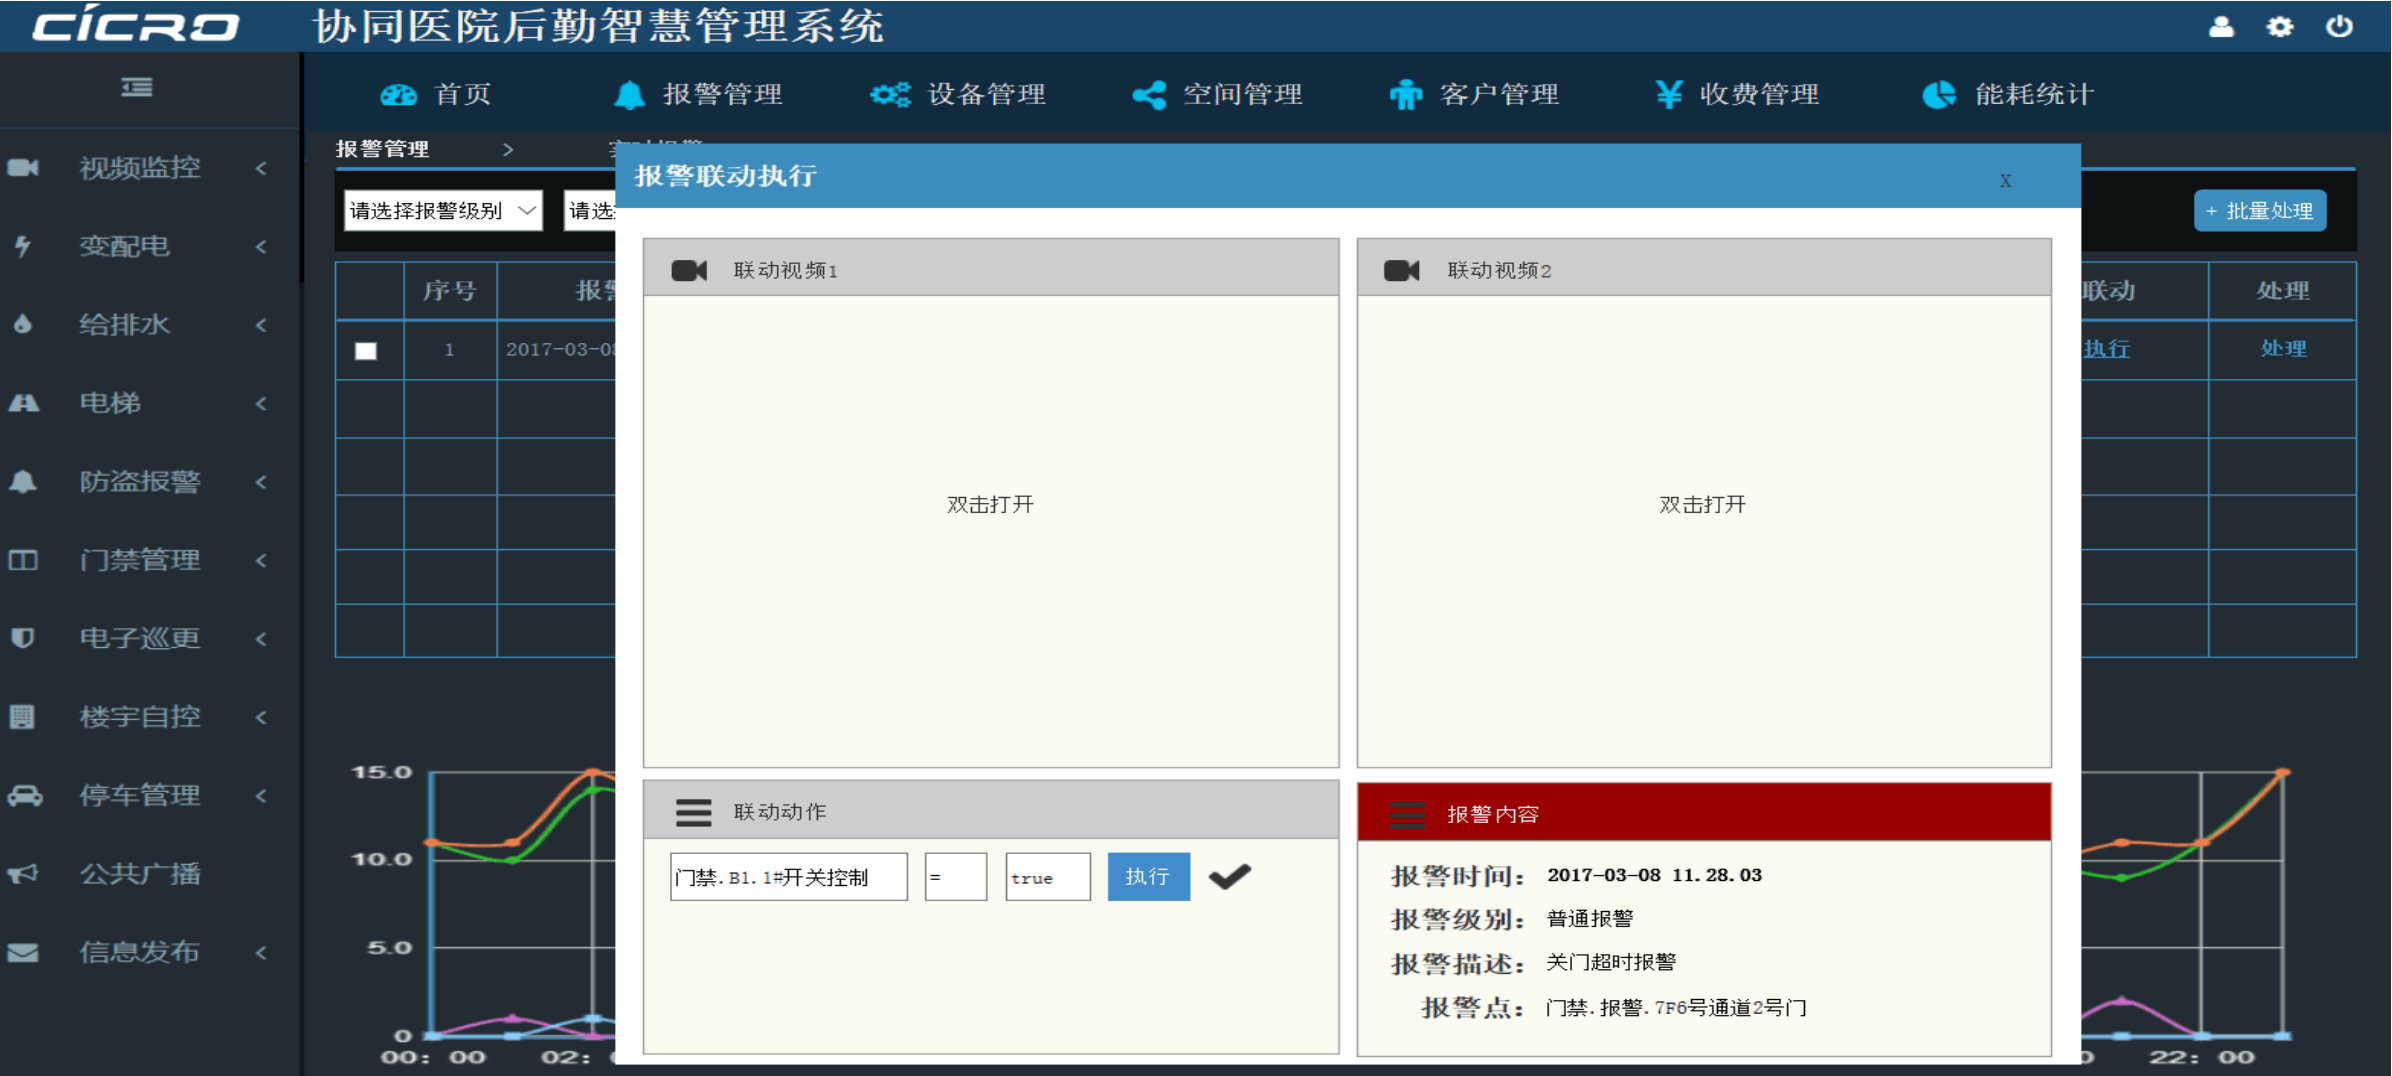 CÍCRO
协同医院后勤智慧管理系统
首页
报警管理
设备管理
空间管理
客户管理
¥ 收费管理
能耗统计
视频监控 <
变配电 <
给排水 <
电梯 <
防盗报警 <
门禁管理 <
电子巡更 <
楼宇自控 <
停车管理 <
公共广播
信息发布 <
报警管理 >
请选择报警级别
请选
+ 批量处理
序号
联动
处理
1
2017-03-08
执行
处理
报警联动执行
X
联动视频1
双击打开
联动视频2
双击打开
联动动作
门禁.B1.1#开关控制
=
true
执行
报警内容
报警时间： 2017-03-08 11.28.03
报警级别： 普通报警
报警描述： 关门超时报警
报警点： 门禁.报警.7F6号通道2号门
15.0
10.0
5.0
0
00: 00
02:
22: 00